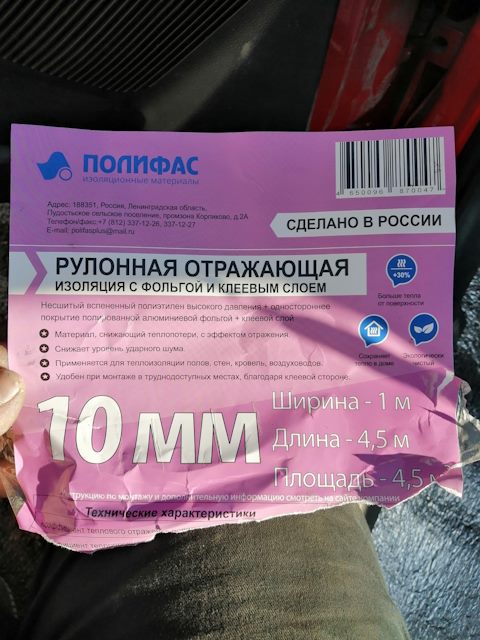 ПОЛИФАС
изоляционные материалы
Адрес: 188351, Россия, Ленинградская область,
Пудостьское сельское поселение, промзона Корпиково, д.2А
Телефон/факс:+7 (812) 337-12-26, 337-12-27
E-mail: polifasplus@mail.ru
4 650096 870047
СДЕЛАНО В РОССИИ
РУЛОННАЯ ОТРАЖАЮЩАЯ
ИЗОЛЯЦИЯ С ФОЛЬГОЙ И КЛЕЕВЫМ СЛОЕМ
Несшитый вспененный полиэтилен высокого давления + одностороннее
покрытие полированной алюминиевой фольгой + клеевой слой
Материал, снижающий теплопотери, с эффектом отражения.
Снижает уровень ударного шума.
Применяется для теплоизоляции полов, стен, кровель, воздуховодов.
Удобен при монтаже в труднодоступных местах, благодаря клеевой стороне.
+30%
Больше тепла
от поверхности
Сохраняет
тепло в доме
Экологически
чистый
10 мм
Ширина - 1 м
Длина - 4,5 м
Площадь - 4,5
инструкцию по монтажу и дополнительную информацию смотреть на сайте компании
Технические характеристики
теплового